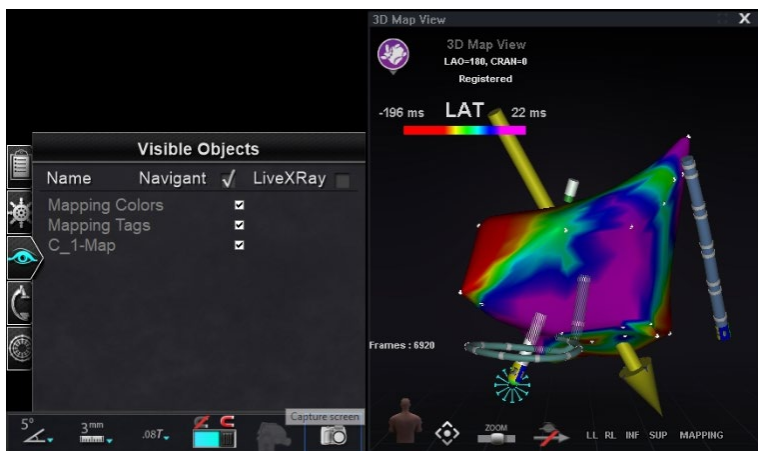 Visible Objects
Name Navigant LiveXRay
Mapping Colors
Mapping Tags
C_1-Map
5°
3 mm
.08T
Capture screen
3D Map View
X
3D Map View
LAO=180, CRAN=0
Registered
-196 ms LAT 22 ms
Frames : 6920
ZOOM
LL RL INF SUP MAPPING